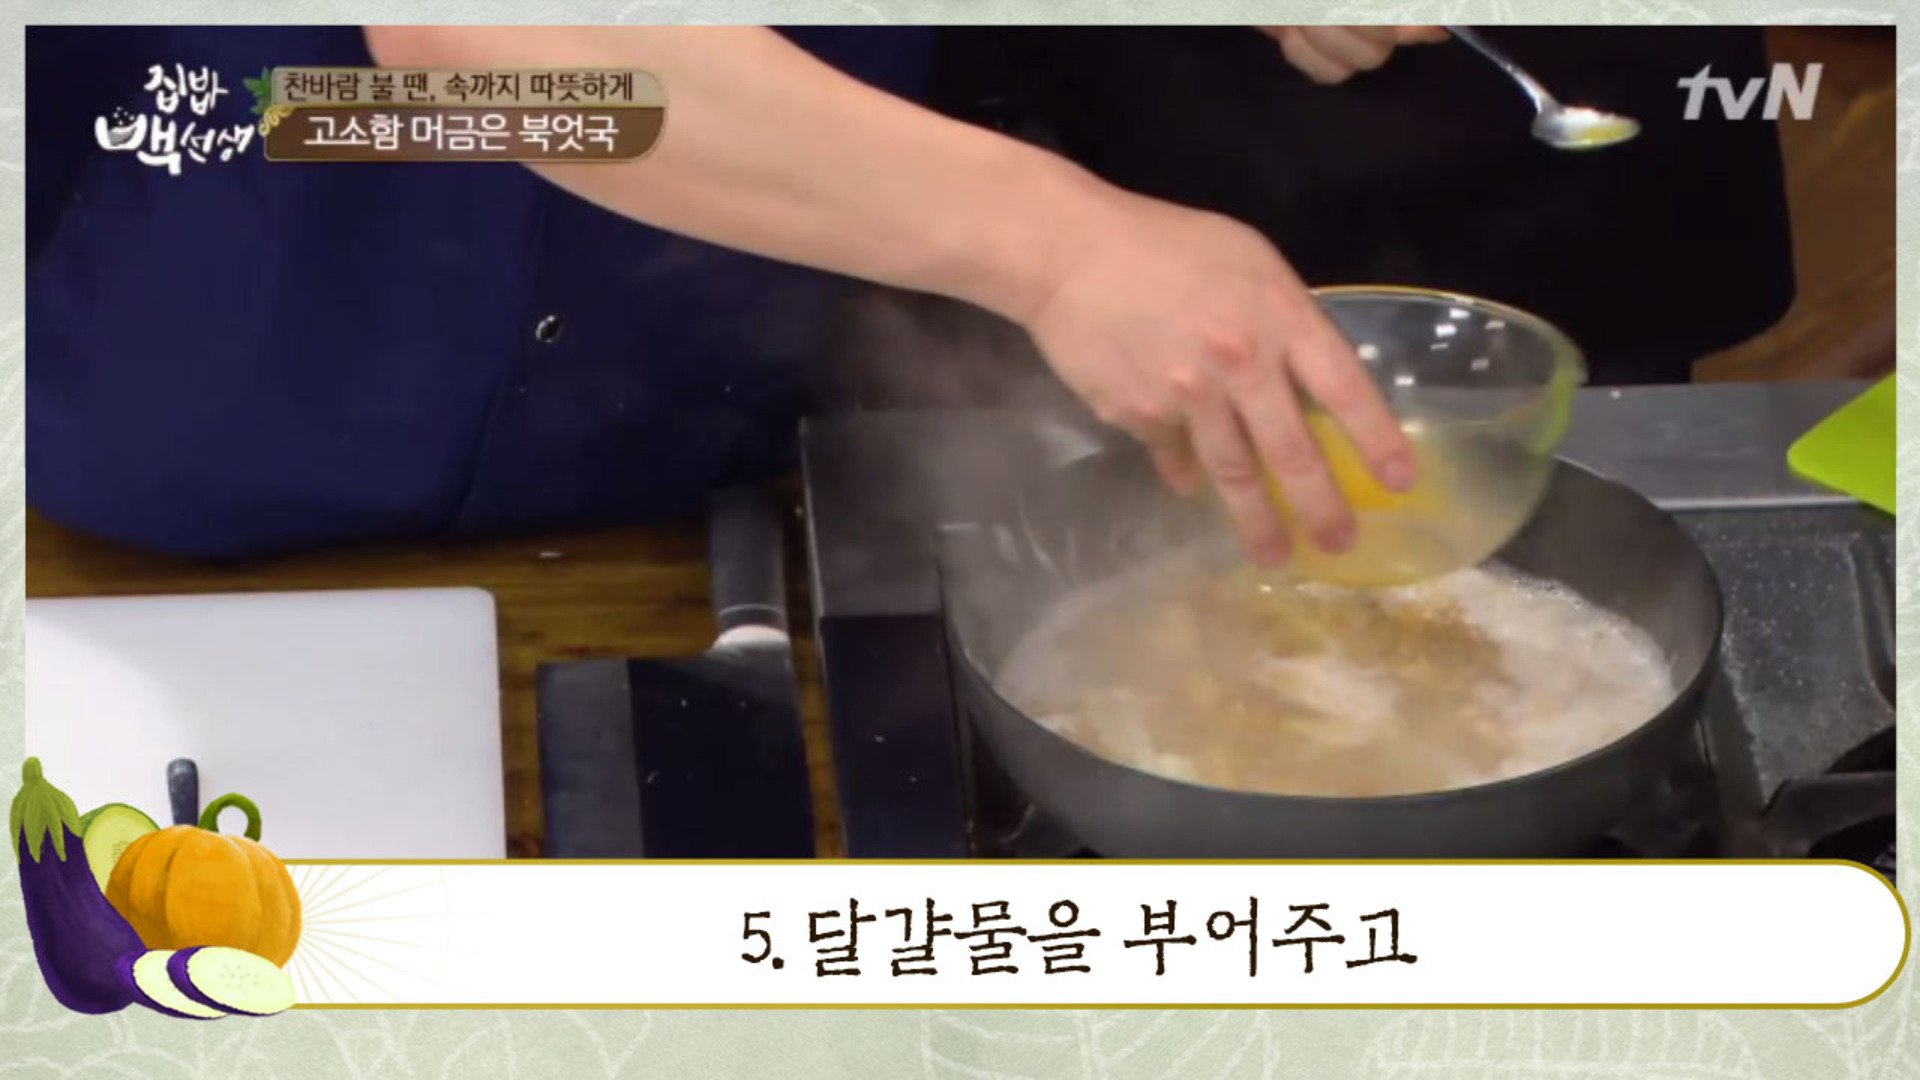 집밥
백선생
찬바람 불 땐, 속까지 따뜻하게
고소함 머금은 북엇국
tvN
5. 달걀물을 부어주고